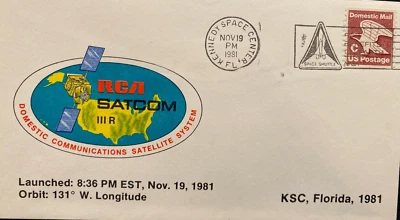 KENNEDY SPACE CENTER, FL.
NOV 19
PM
1981
SPACE SHUTTLE
Domestic Mail
C
US Postage
RCA
SATCOM
III R
DOMESTIC COMMUNICATIONS SATELLITE SYSTEM
Launched: 8:36 PM EST, Nov. 19, 1981
Orbit: 131° W. Longitude
KSC, Florida, 1981